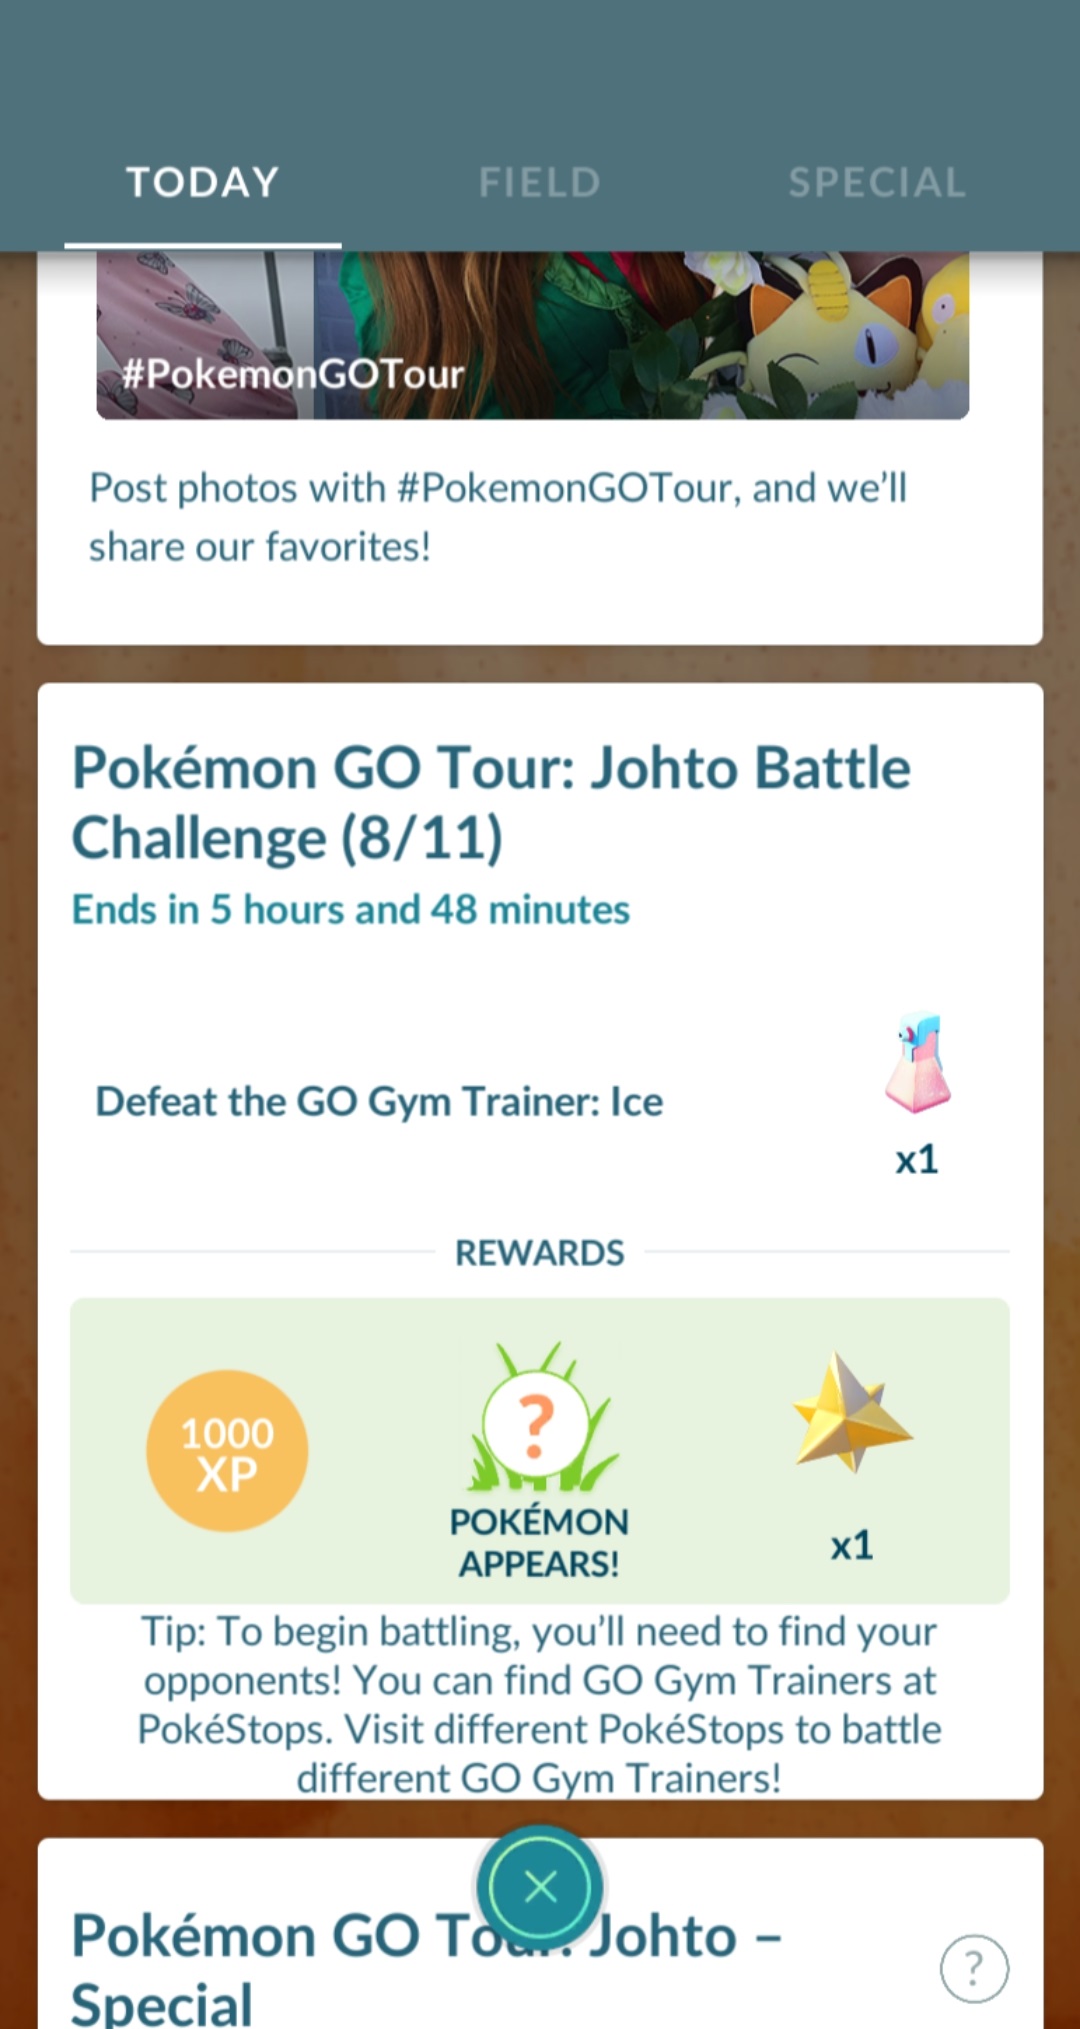 TODAY
FIELD
SPECIAL
#PokemonGOTour
Post photos with #PokemonGOTour, and we’ll
share our favorites!
Pokémon GO Tour: Johto Battle
Challenge (8/11)
Ends in 5 hours and 48 minutes
Defeat the GO Gym Trainer: Ice
x1
REWARDS
1000
XP
?
POKÉMON
APPEARS!
x1
Tip: To begin battling, you’ll need to find your
opponents! You can find GO Gym Trainers at
PokéStops. Visit different PokéStops to battle
different GO Gym Trainers!
Pokémon GO Tour: Johto –
Special
?